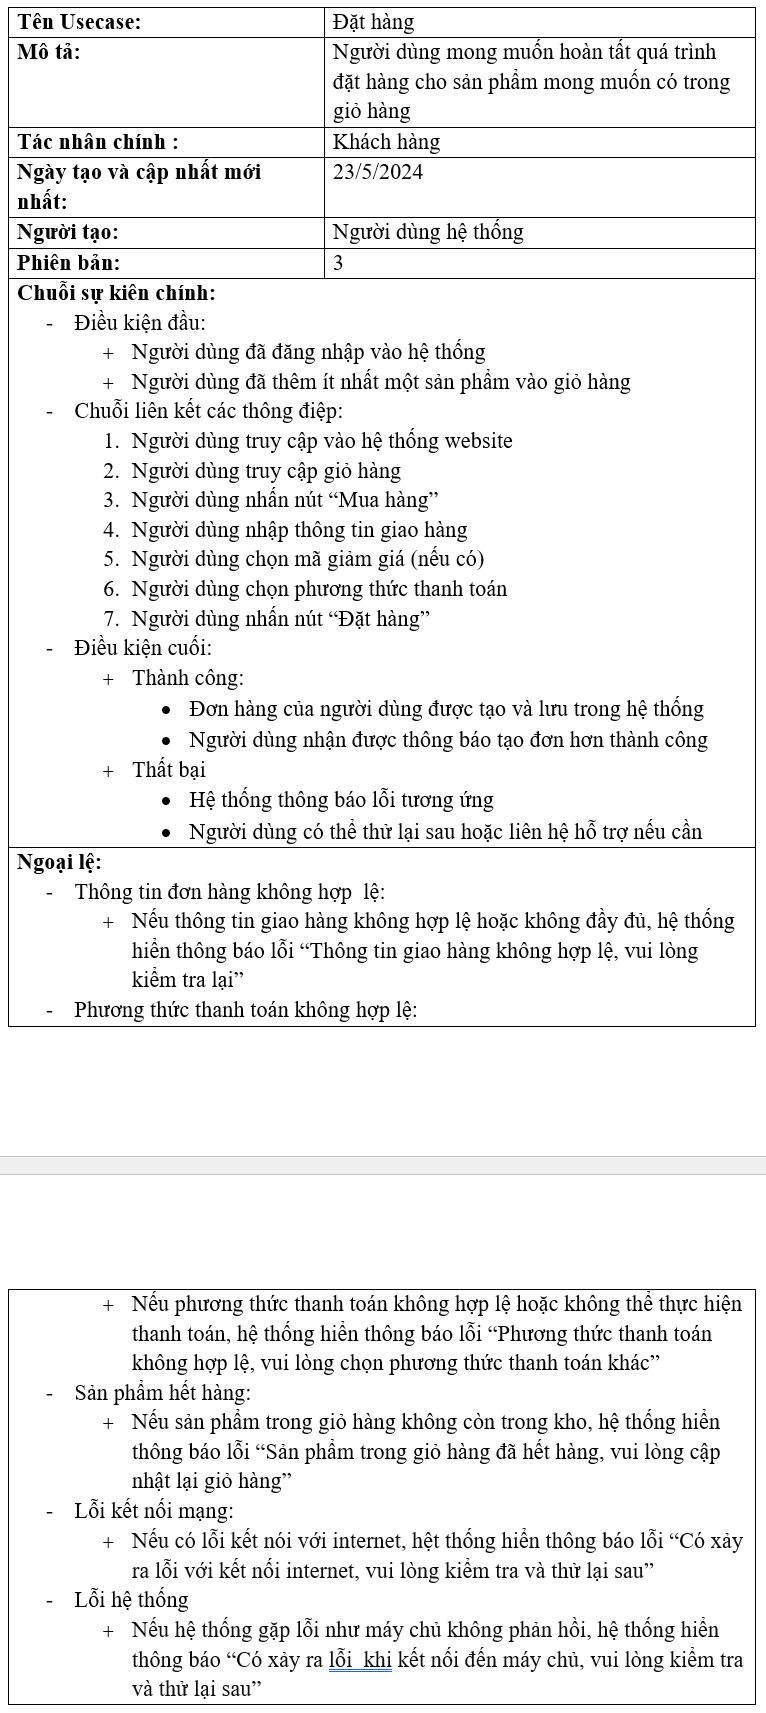 Tên Usecase: Đặt hàng
Mô tả: Người dùng mong muốn hoàn tất quá trình
đặt hàng cho sản phẩm mong muốn có trong
giỏ hàng
Tác nhân chính : Khách hàng
Ngày tạo và cập nhất mới 23/5/2024
nhất:
Người tạo: Người dùng hệ thống
Phiên bản: 3
Chuỗi sự kiên chính:
- Điều kiện đầu:
+ Người dùng đã đăng nhập vào hệ thống
+ Người dùng đã thêm ít nhất một sản phẩm vào giỏ hàng
- Chuỗi liên kết các thông điệp:
1. Người dùng truy cập vào hệ thống website
2. Người dùng truy cập giỏ hàng
3. Người dùng nhấn nút “Mua hàng”
4. Người dùng nhập thông tin giao hàng
5. Người dùng chọn mã giảm giá (nếu có)
6. Người dùng chọn phương thức thanh toán
7. Người dùng nhấn nút “Đặt hàng”
- Điều kiện cuối:
+ Thành công:
• Đơn hàng của người dùng được tạo và lưu trong hệ thống
• Người dùng nhận được thông báo tạo đơn hơn thành công
+ Thất bại
• Hệ thống thông báo lỗi tương ứng
• Người dùng có thể thử lại sau hoặc liên hệ hỗ trợ nếu cần
Ngoại lệ:
- Thông tin đơn hàng không hợp  lệ:
+ Nếu thông tin giao hàng không hợp lệ hoặc không đầy đủ, hệ thống
hiển thông báo lỗi “Thông tin giao hàng không hợp lệ, vui lòng
kiểm tra lại”
- Phương thức thanh toán không hợp lệ:
+ Nếu phương thức thanh toán không hợp lệ hoặc không thể thực hiện
thanh toán, hệ thống hiển thông báo lỗi “Phương thức thanh toán
không hợp lệ, vui lòng chọn phương thức thanh toán khác”
- Sản phẩm hết hàng:
+ Nếu sản phẩm trong giỏ hàng không còn trong kho, hệ thống hiển
thông báo lỗi “Sản phẩm trong giỏ hàng đã hết hàng, vui lòng cập
nhật lại giỏ hàng”
- Lỗi kết nối mạng:
+ Nếu có lỗi kết nói với internet, hệt thống hiển thông báo lỗi “Có xảy
ra lỗi với kết nối internet, vui lòng kiểm tra và thử lại sau”
- Lỗi hệ thống
+ Nếu hệ thống gặp lỗi như máy chủ không phản hồi, hệ thống hiển
thông báo “Có xảy ra lỗi  khi kết nối đến máy chủ, vui lòng kiểm tra
và thử lại sau”